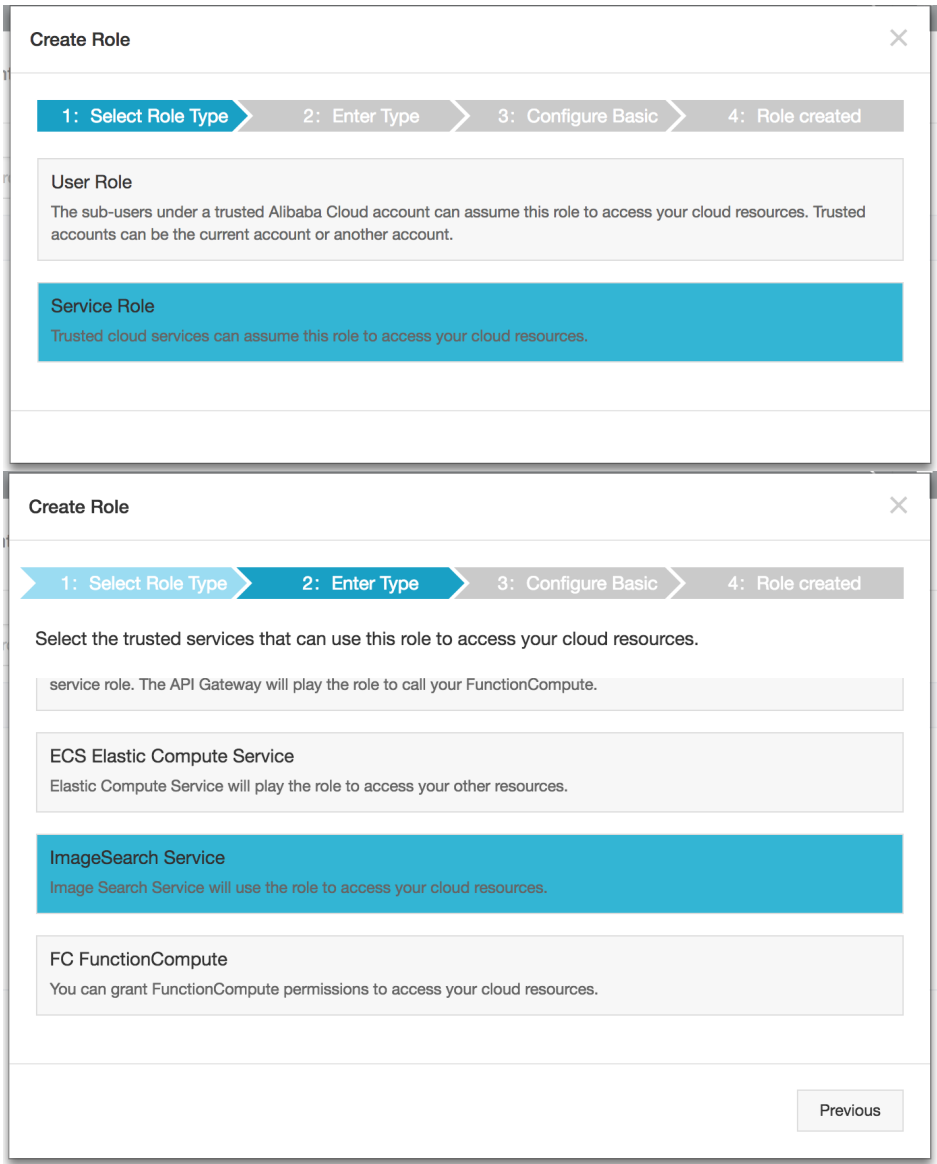 Create Role
1: Select Role Type
2: Enter Type
3: Configure Basic
4: Role created
User Role
The sub-users under a trusted Alibaba Cloud account can assume this role to access your cloud resources. Trusted
accounts can be the current account or another account.
Service Role
Trusted cloud services can assume this role to access your cloud resources.
Create Role
1: Select Role Type
2: Enter Type
3: Configure Basic
4: Role created
Select the trusted services that can use this role to access your cloud resources.
service role. The API Gateway will play the role to call your FunctionCompute.
ECS Elastic Compute Service
Elastic Compute Service will play the role to access your other resources.
ImageSearch Service
Image Search Service will use the role to access your cloud resources.
FC FunctionCompute
You can grant FunctionCompute permissions to access your cloud resources.
Previous